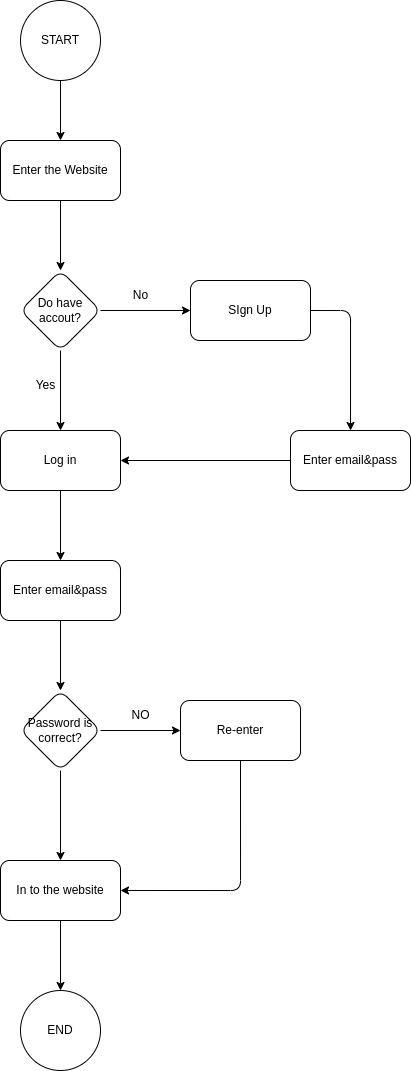 START
Enter the Website
Do have
accout?
No
SIgn Up
Yes
Log in
Enter email&pass
Enter email&pass
Password is
correct?
NO
Re-enter
In to the website
END